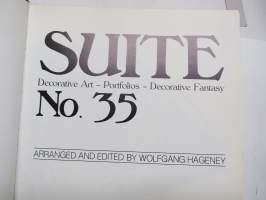 SUITE
Decorative Art – Portfolios – Decorative Fantasy
No. 35
ARRANGED AND EDITED BY WOLFGANG HAGENEY